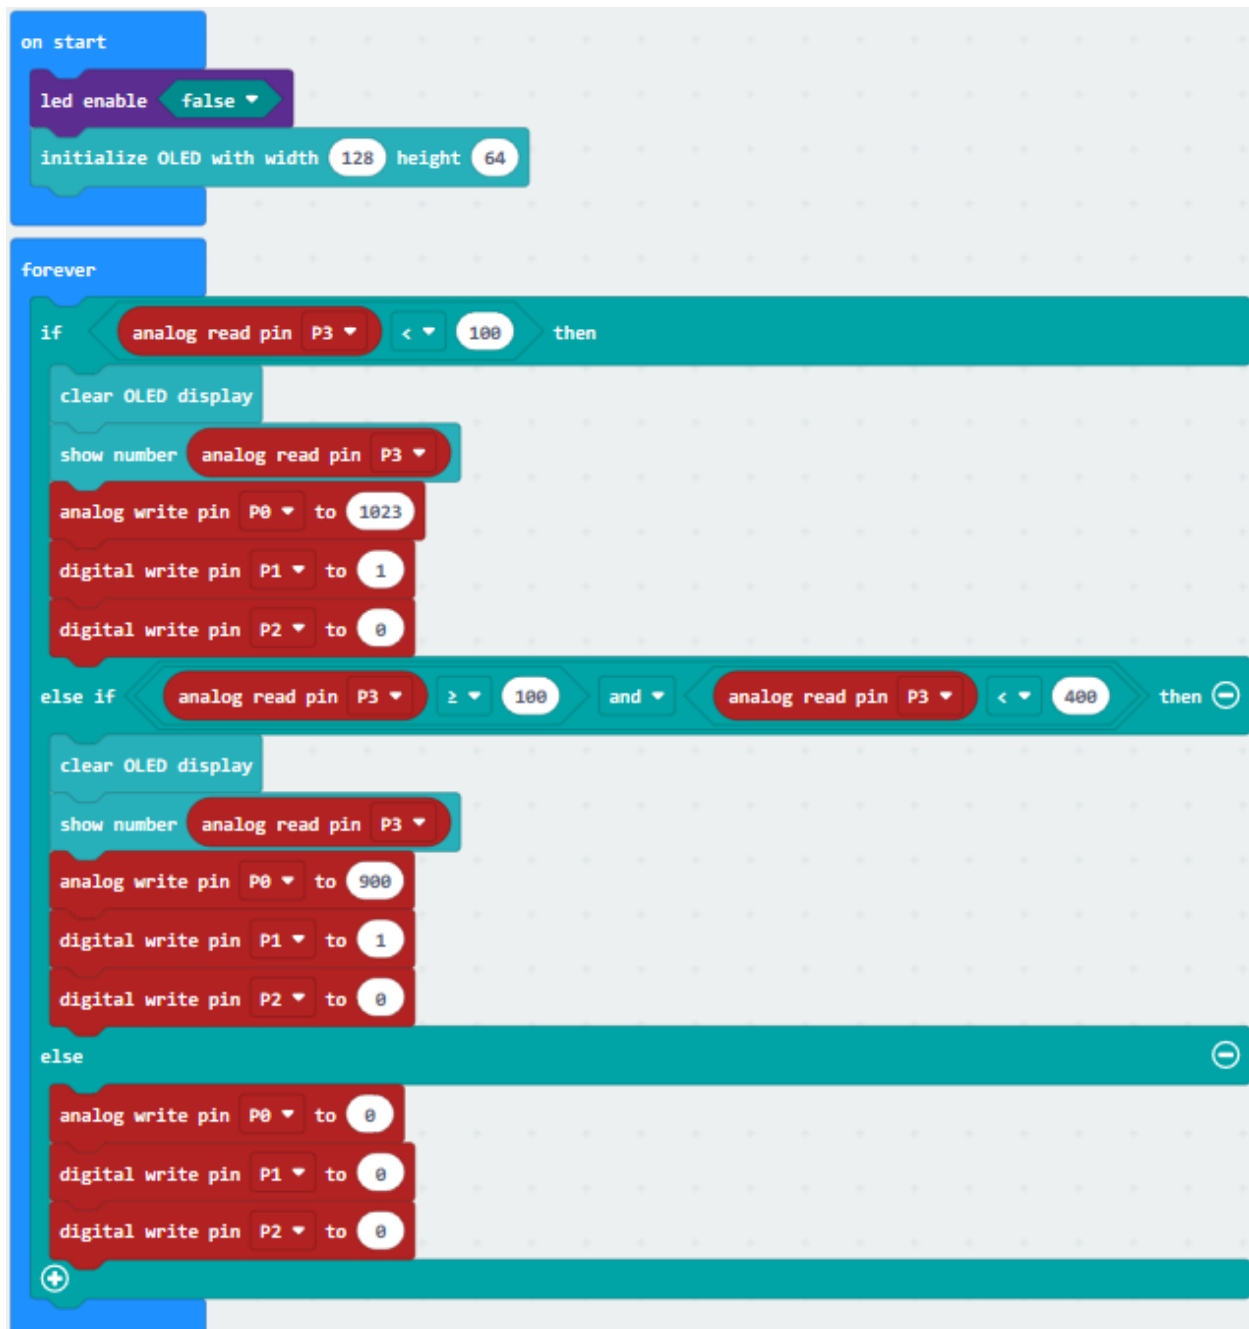 on start
led enable false
initialize OLED with width 128 height 64
forever
if analog read pin P3 < 100 then
clear OLED display
show number analog read pin P3
analog write pin P0 to 1023
digital write pin P1 to 1
digital write pin P2 to 0
else if analog read pin P3 ≥ 100 and analog read pin P3 < 400 then
clear OLED display
show number analog read pin P3
analog write pin P0 to 900
digital write pin P1 to 1
digital write pin P2 to 0
else
analog write pin P0 to 0
digital write pin P1 to 0
digital write pin P2 to 0